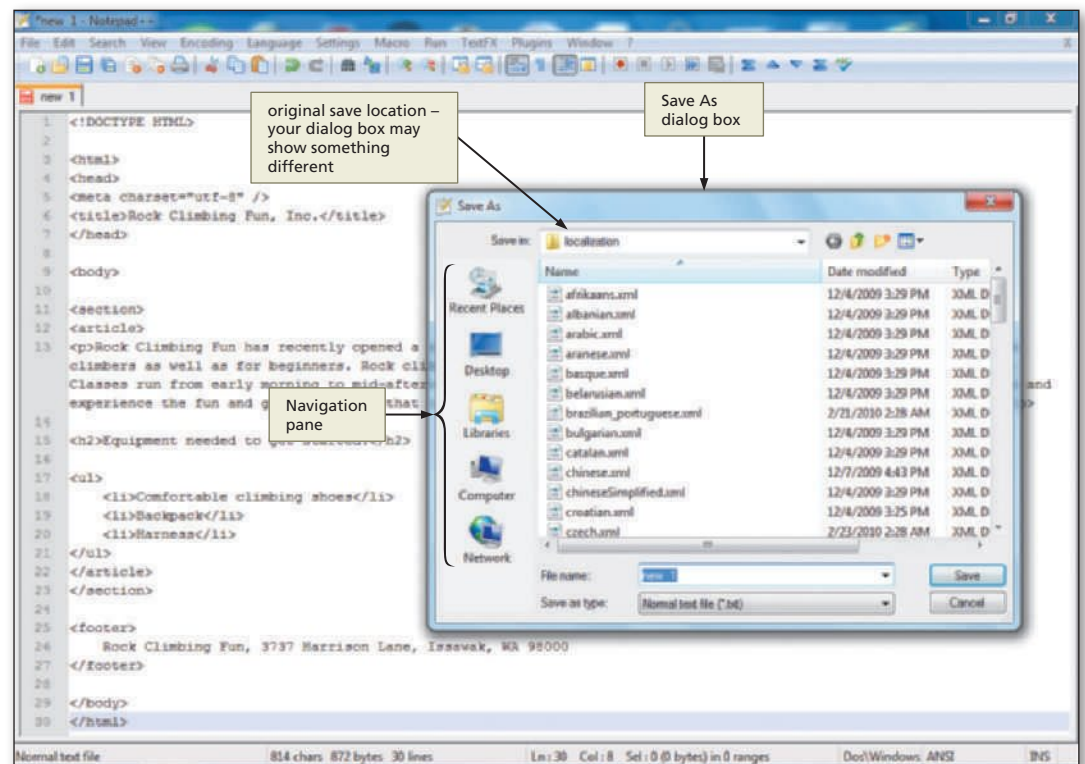 *new 1 - Notepad++
File Edit Search View Encoding Language Settings Macro Run TextFX Plugins Window ?
X
new 1
original save location –
your dialog box may
show something
different
Save As
dialog box
Navigation
pane
1 <!DOCTYPE HTML>
2
3 <html>
4 <head>
5 <meta charset="utf-8" />
6 <title>Rock Climbing Fun, Inc.</title>
7 </head>
8
9 <body>
10
11 <section>
12 <article>
13 <p>Rock Climbing Fun has recently opened a
climbers as well as for beginners. Rock cli
Classes run from early morning to mid-after and
experience the fun and g that
14
15 <h2>Equipment needed to get started:</h2>
16
17 <ul>
18 <li>Comfortable climbing shoes</li>
19 <li>Backpack</li>
20 <li>Harness</li>
21 </ul>
22 </article>
23 </section>
24
25 <footer>
26 Rock Climbing Fun, 3737 Harrison Lane, Issawak, WA 98000
27 </footer>
28
29 </body>
30 </html>
Save As
Save in: localization
Name Date modified Type
afrikaans.xml 12/4/2009 3:29 PM XML D
albanian.xml 12/4/2009 3:29 PM XML D
arabic.xml 12/4/2009 3:29 PM XML D
aranese.xml 12/4/2009 3:29 PM XML D
basque.xml 12/4/2009 3:29 PM XML D
belarusian.xml 12/4/2009 3:29 PM XML D
brazilian_portuguese.xml 2/21/2010 2:28 AM XML D
bulgarian.xml 12/4/2009 3:29 PM XML D
catalan.xml 12/4/2009 3:29 PM XML D
chinese.xml 12/7/2009 4:43 PM XML D
chineseSimplified.xml 12/4/2009 3:29 PM XML D
croatian.xml 12/4/2009 3:25 PM XML D
czech.xml 2/23/2010 2:28 AM XML D
Recent Places
Desktop
Libraries
Computer
Network
File name: new 1 Save
Save as type: Normal text file (*.txt) Cancel
Normal text file 814 chars 872 bytes 30 lines Ln : 30 Col : 8 Sel : 0 (0 bytes) in 0 ranges Dos\Windows ANSI INS